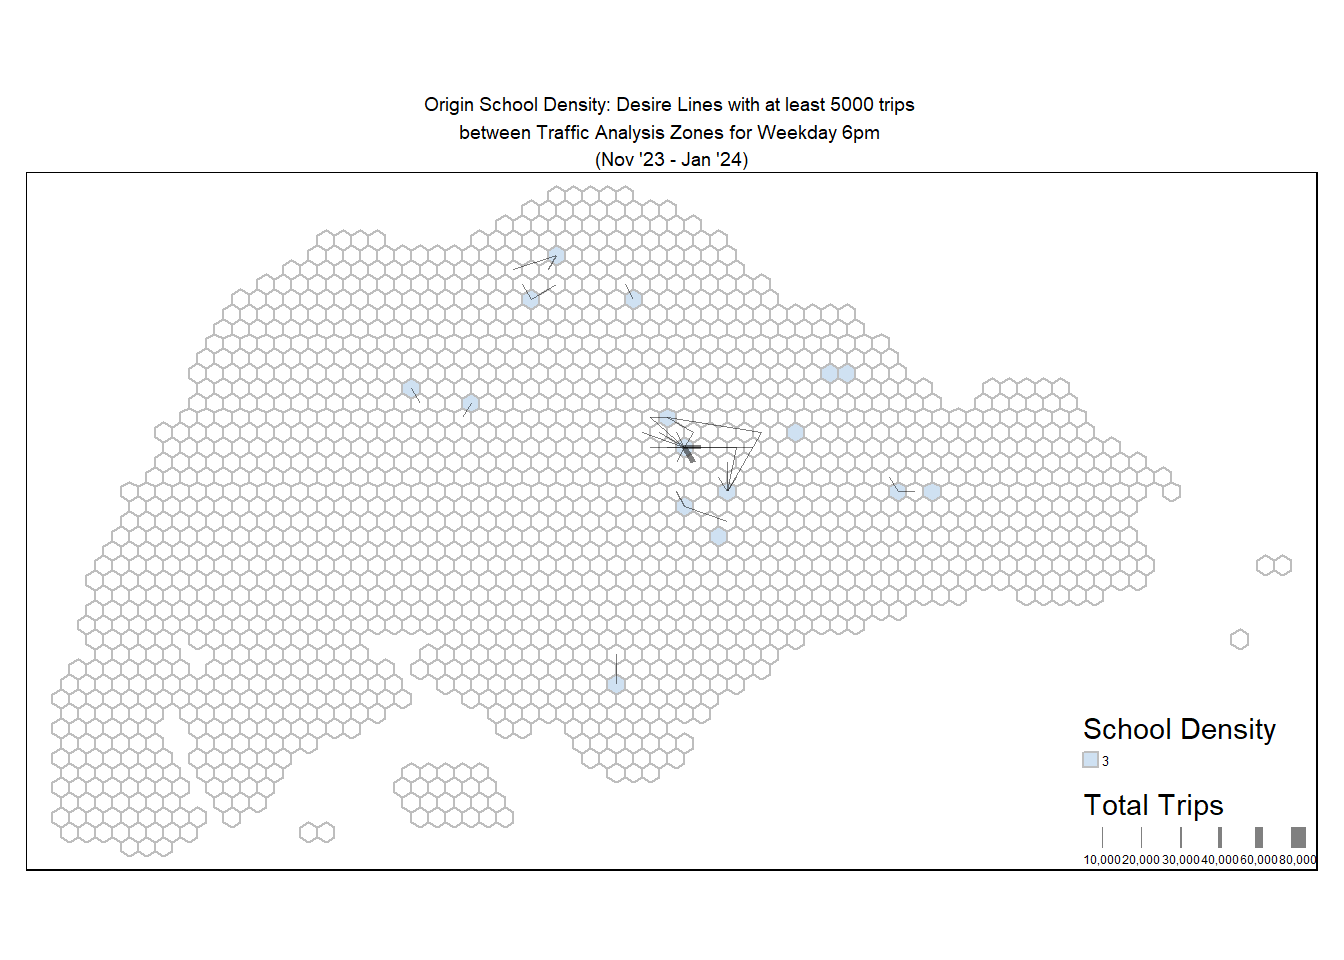 Origin School Density: Desire Lines with at least 5000 trips
between Traffic Analysis Zones for Weekday 6pm
(Nov '23 - Jan '24)
School Density
3
Total Trips
10,000 20,000 30,000 40,000 60,000 80,000